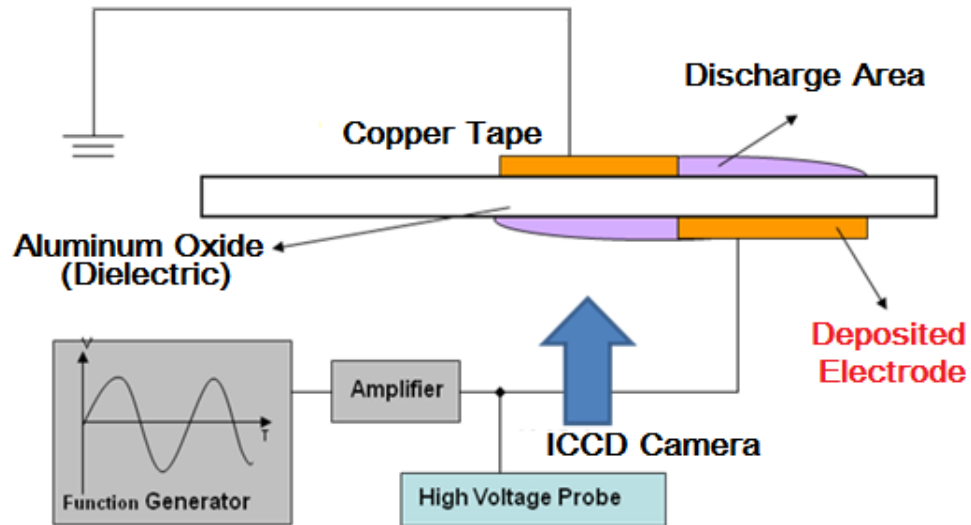 Discharge Area
Copper Tape
Aluminum Oxide
(Dielectric)
Deposited
Electrode
V
T
Function Generator
Amplifier
ICCD Camera
High Voltage Probe